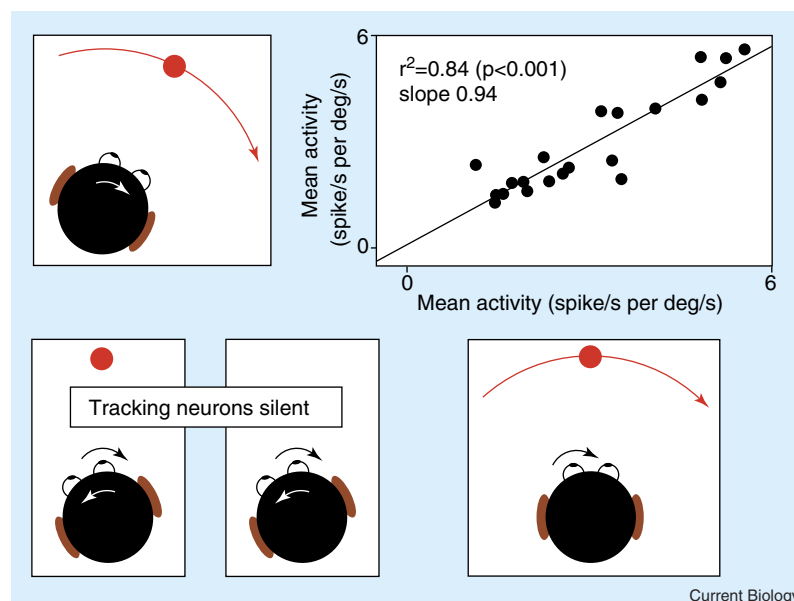 6
r²=0.84 (p<0.001)
slope 0.94
Mean activity
(spike/s per deg/s)
0
0
6
Mean activity (spike/s per deg/s)
Tracking neurons silent
Current Biology